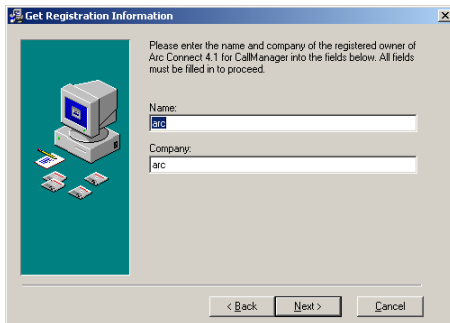 Get Registration Information
Please enter the name and company of the registered owner of
Arc Connect 4.1 for CallManager into the fields below. All fields
must be filled in to proceed.
Name:
arc
Company:
arc
< Back Next > Cancel